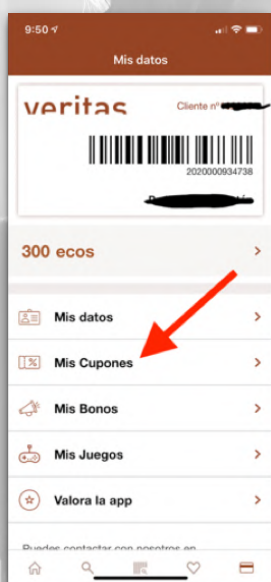 9:50
Mis datos
veritas
Cliente nº
2020000934738
300 ecos
Mis datos
Mis Cupones
Mis Bonos
Mis Juegos
Valora la app
Puedes contactar con nosotros en